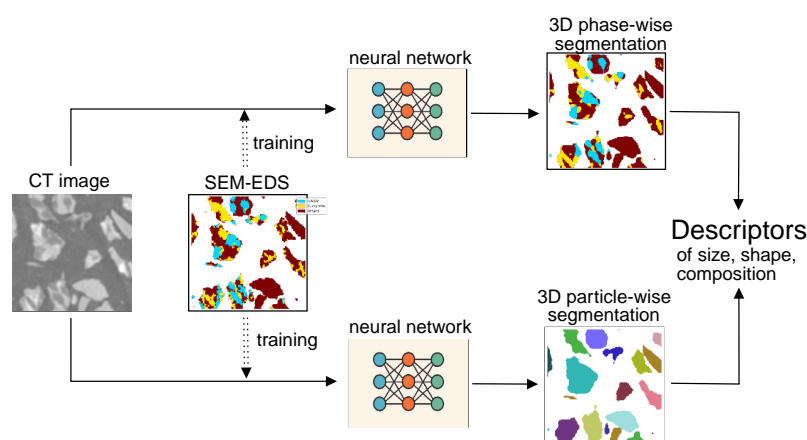 3D phase-wise
segmentation
neural network
training
CT image
SEM-EDS
Others
Descriptors
of size, shape,
composition
3D particle-wise
segmentation
neural network
training